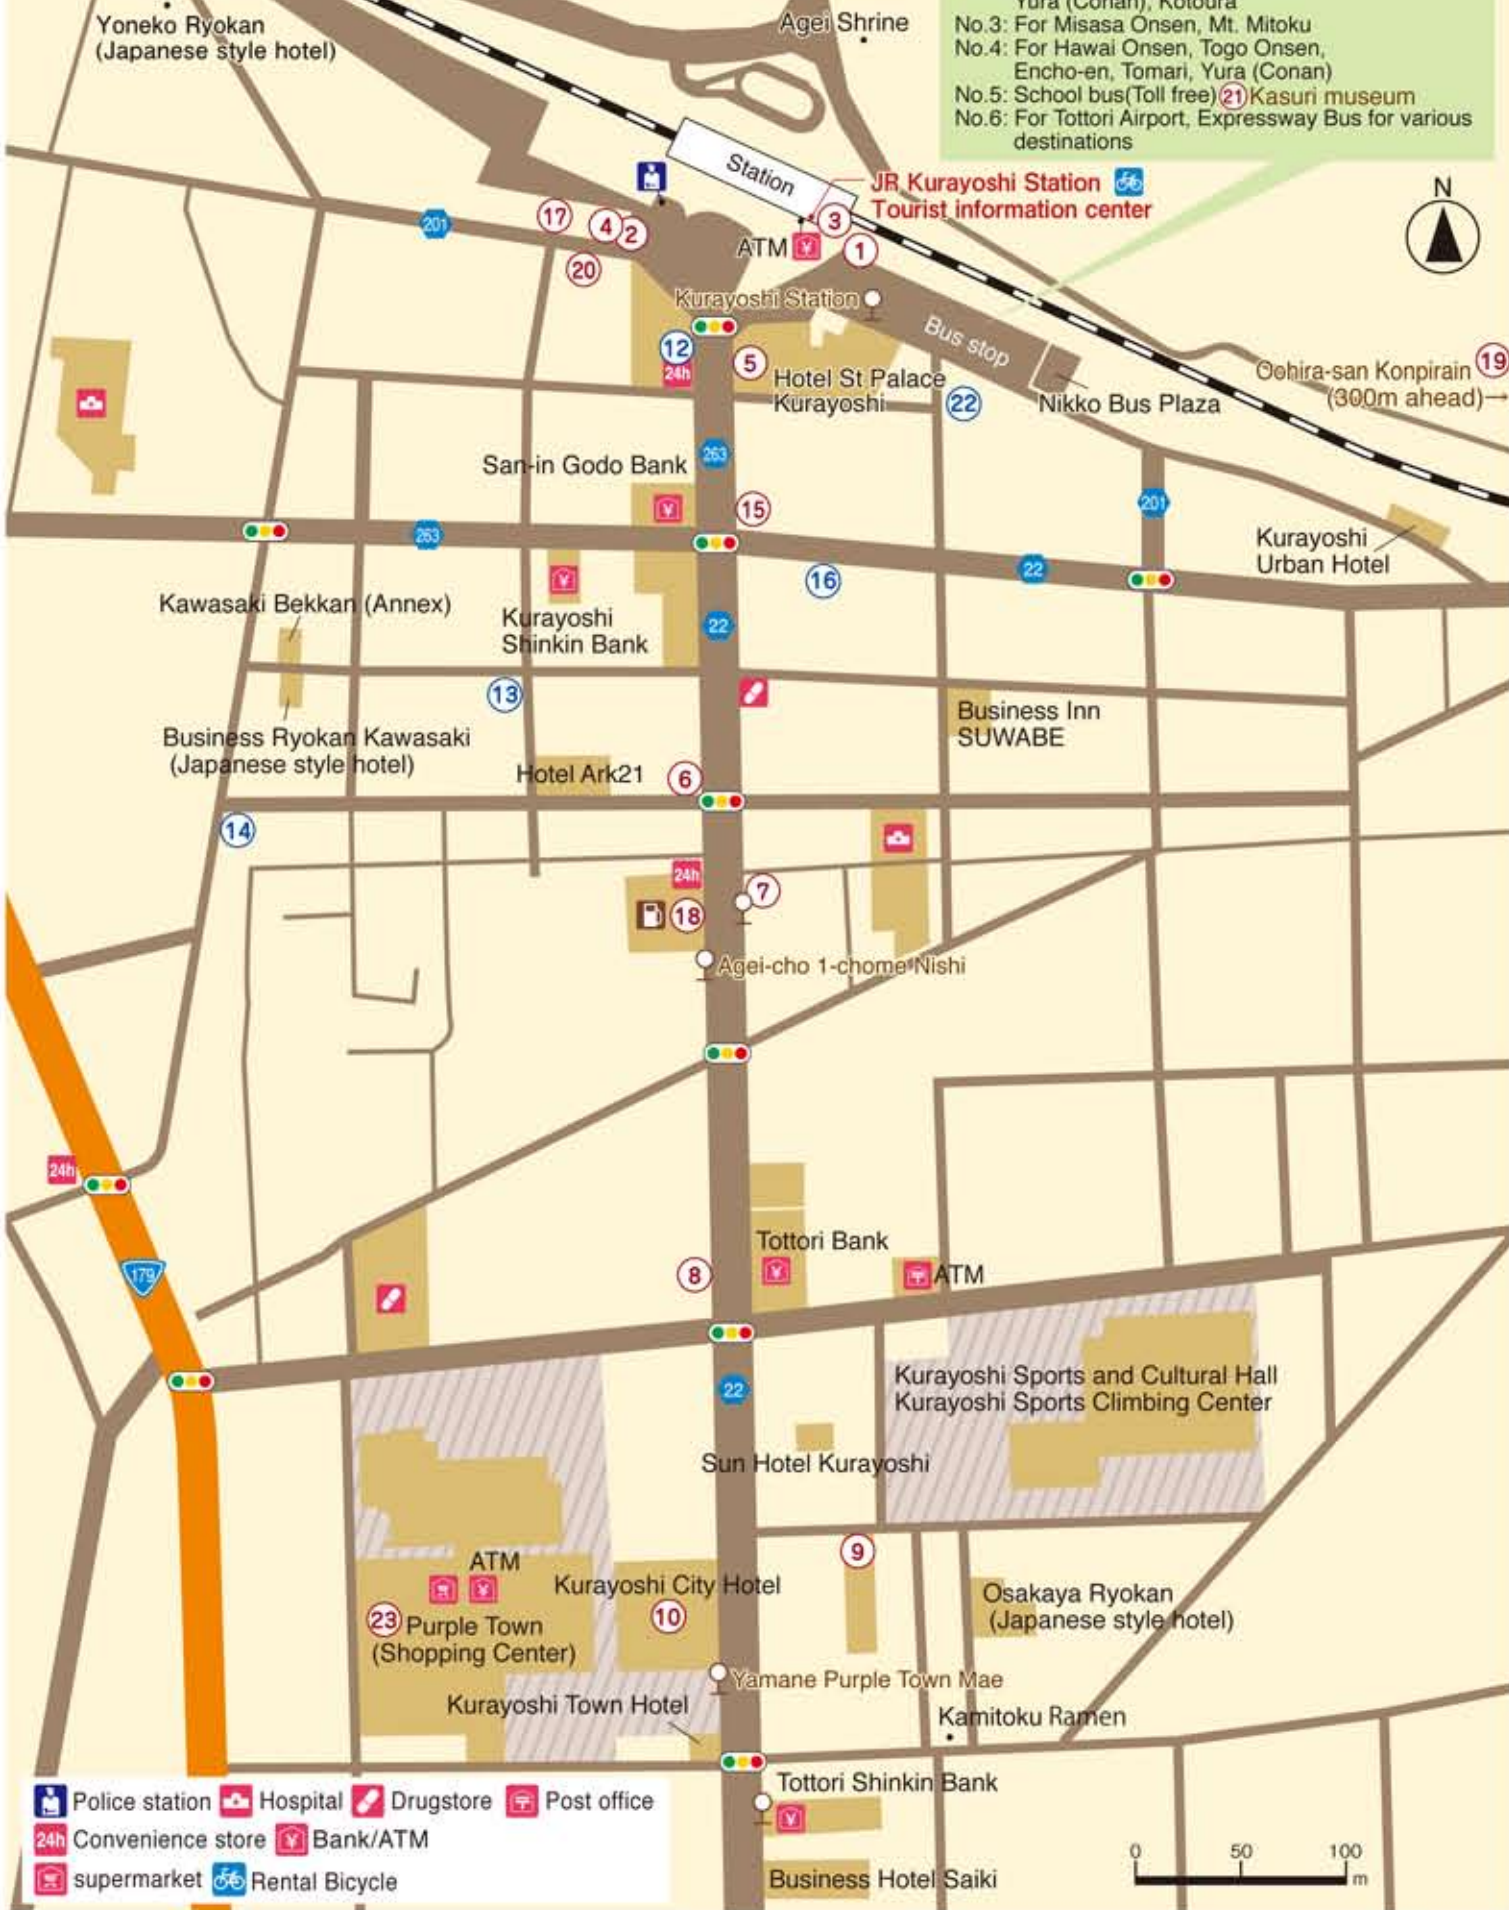 Yura (Conan), Kotoura
No.3: For Misasa Onsen, Mt. Mitoku
No.4: For Hawai Onsen, Togo Onsen,
Encho-en, Tomari, Yura (Conan)
No.5: School bus(Toll free) 21 Kasuri museum
No.6: For Tottori Airport, Expressway Bus for various
destinations
Yoneko Ryokan
(Japanese style hotel)
Agei Shrine
Station
JR Kurayoshi Station
Tourist information center
N
201
17
4
2
20
ATM
3
1
Kurayoshi Station
Bus stop
12
24h
5
Hotel St Palace
Kurayoshi
22
Nikko Bus Plaza
Oohira-san Konpirain 19
(300m ahead)→
San-in Godo Bank
263
15
201
263
16
22
Kurayoshi
Urban Hotel
Kawasaki Bekkan (Annex)
Kurayoshi
Shinkin Bank
22
13
Business Ryokan Kawasaki
(Japanese style hotel)
Business Inn
SUWABE
Hotel Ark21
6
14
24h
7
18
Agei-cho 1-chome Nishi
24h
179
Tottori Bank
8
ATM
22
Kurayoshi Sports and Cultural Hall
Kurayoshi Sports Climbing Center
Sun Hotel Kurayoshi
9
ATM
Kurayoshi City Hotel
10
23
Purple Town
(Shopping Center)
Osakaya Ryokan
(Japanese style hotel)
Yamane Purple Town Mae
Kurayoshi Town Hotel
Kamitoku Ramen
Tottori Shinkin Bank
Business Hotel Saiki
Police station Hospital Drugstore Post office
24h Convenience store ¥ Bank/ATM
supermarket Rental Bicycle
0 50 100
m